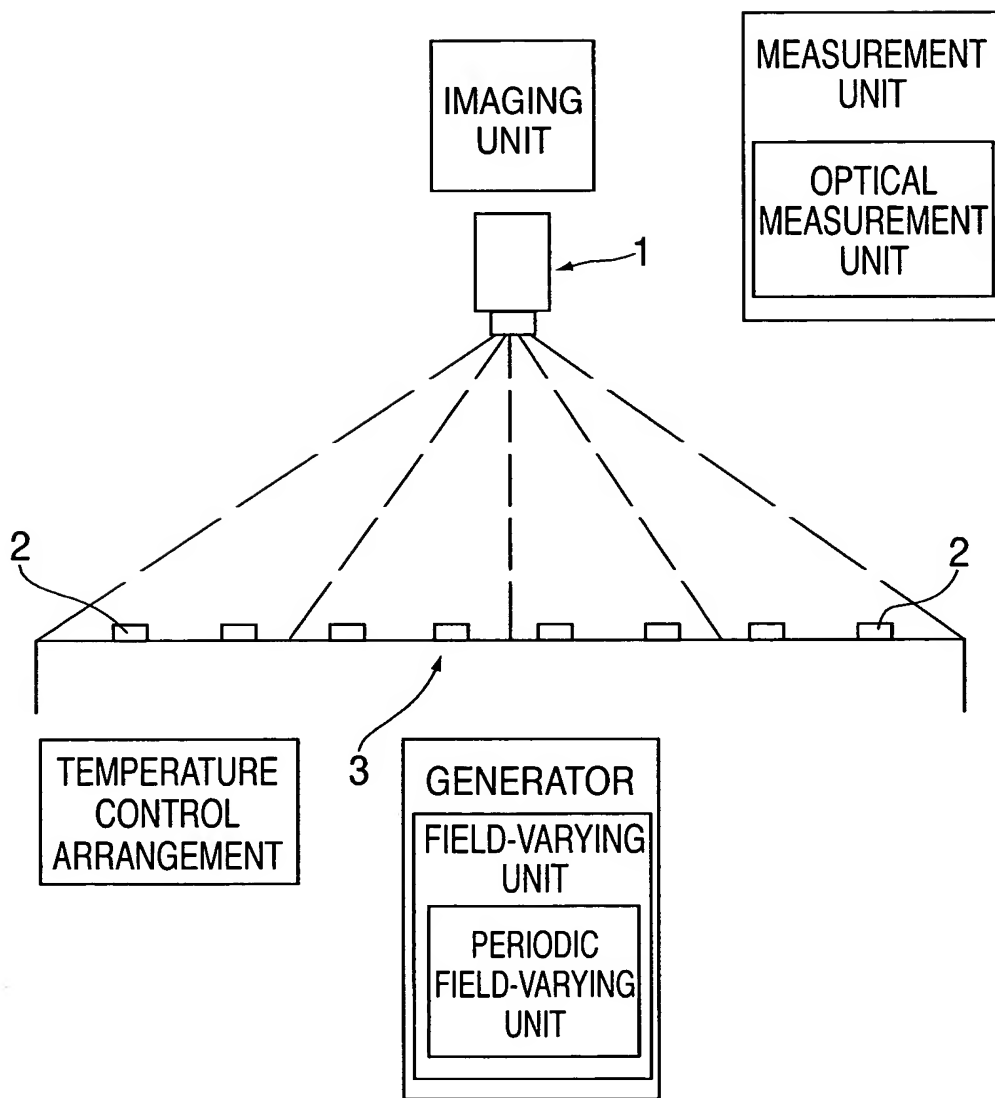 IMAGING
UNIT
MEASUREMENT
UNIT
OPTICAL
MEASUREMENT
UNIT
1
2
2
3
TEMPERATURE
CONTROL
ARRANGEMENT
GENERATOR
FIELD-VARYING
UNIT
PERIODIC
FIELD-VARYING
UNIT